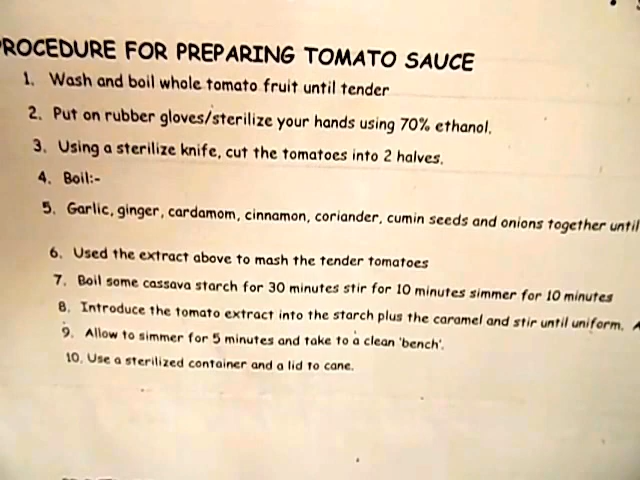 ROCEDURE FOR PREPARING TOMATO SAUCE
1. Wash and boil whole tomato fruit until tender
2. Put on rubber gloves/sterilize your hands using 70% ethanol.
3. Using a sterilize knife, cut the tomatoes into 2 halves.
4. Boil:-
5. Garlic, ginger, cardamom, cinnamon, coriander, cumin seeds and onions together until
6. Used the extract above to mash the tender tomatoes
7. Boil some cassava starch for 30 minutes stir for 10 minutes simmer for 10 minutes
8. Introduce the tomato extract into the starch plus the caramel and stir until uniform. A
9. Allow to simmer for 5 minutes and take to a clean 'bench'.
10. Use a sterilized container and a lid to cane.